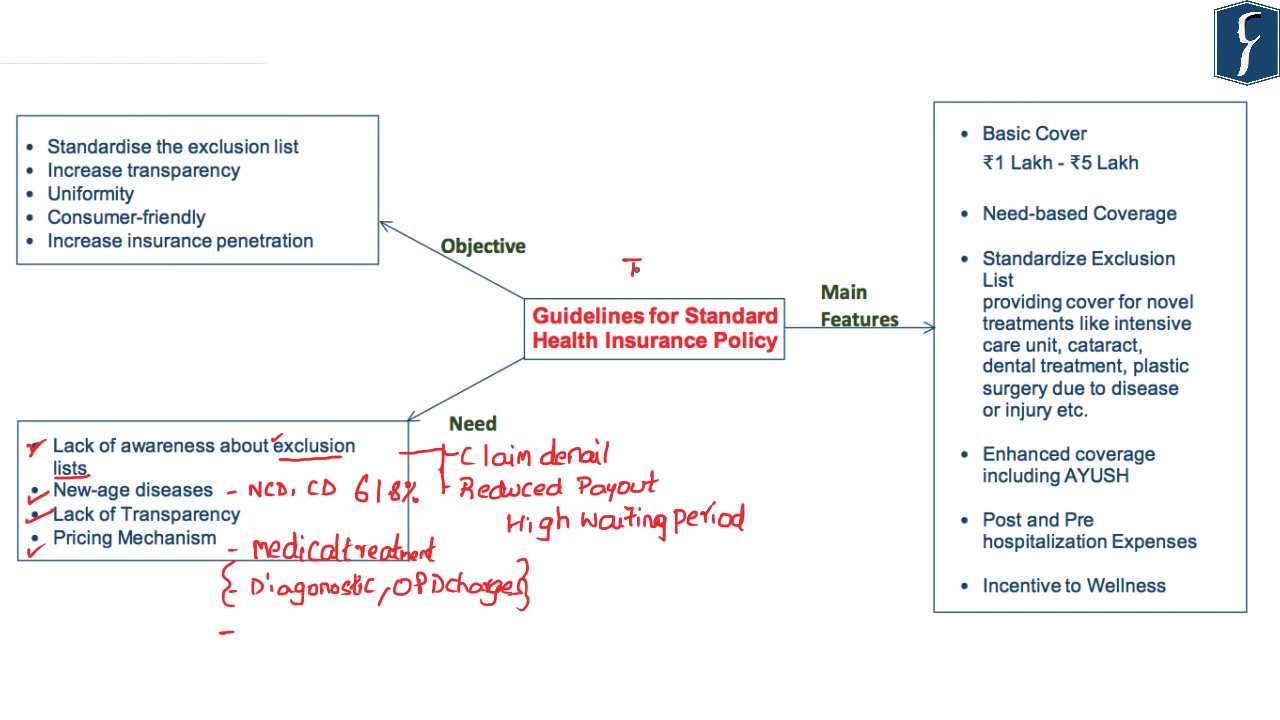 • Standardise the exclusion list
• Increase transparency
• Uniformity
• Consumer-friendly
• Increase insurance penetration
Objective
Guidelines for Standard
Health Insurance Policy
Main
Features
• Basic Cover
₹1 Lakh - ₹5 Lakh
• Need-based Coverage
• Standardize Exclusion
List
providing cover for novel
treatments like intensive
care unit, cataract,
dental treatment, plastic
surgery due to disease
or injury etc.
• Enhanced coverage
including AYUSH
• Post and Pre
hospitalization Expenses
• Incentive to Wellness
Need
• Lack of awareness about exclusion
lists
• New-age diseases
• Lack of Transparency
• Pricing Mechanism
- Claim denail
- Reduced Payout
High waiting period
- NCD, CD
- medical treatment
- Diagonostic, OPD charges